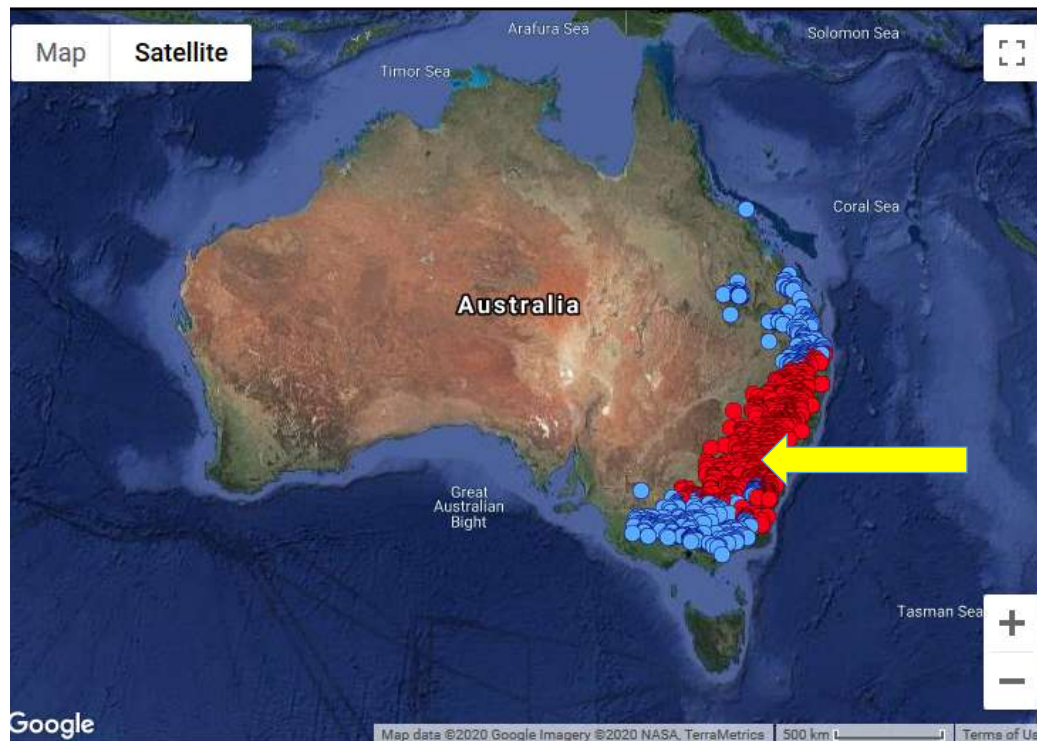 Arafura Sea
Solomon Sea
Map Satellite
Timor Sea
Coral Sea
Australia
Great
Australian
Bight
Tasman Sea
+
−
Google
Map data ©2020 Google Imagery ©2020 NASA, TerraMetrics 500 km Terms of Us